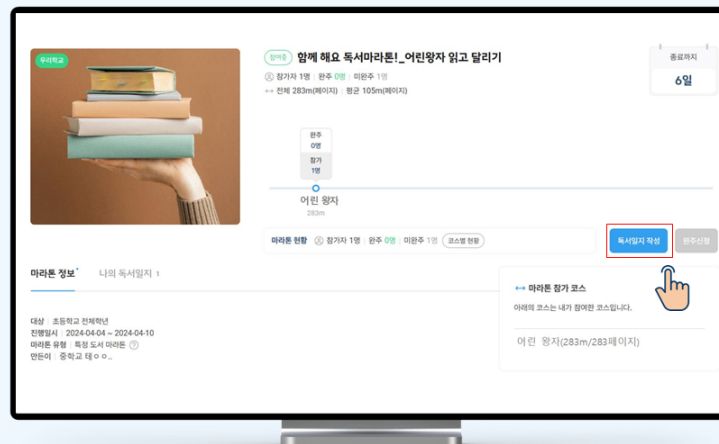 우리학교
참여중 함께 해요 독서마라톤!_어린왕자 읽고 달리기
참가자 1명 | 완주 0명 | 미완주 1명
전체 283m(페이지) | 평균 105m(페이지)
종료까지
6일
완주
0명
참가
1명
어린 왕자
283m
마라톤 현황 참가자 1명 | 완주 0명 | 미완주 1명 코스별 현황
독서일지 작성
완주신청
마라톤 정보
나의 독서일지 1
마라톤 참가 코스
아래의 코스는 내가 참여한 코스입니다.
어린 왕자(283m/283페이지)
대상 | 초등학교 전체학년
진행일시 | 2024-04-04 ~ 2024-04-10
마라톤 유형 | 특정 도서 마라톤 ?
만든이 | 중학교 테ㅇㅇ...